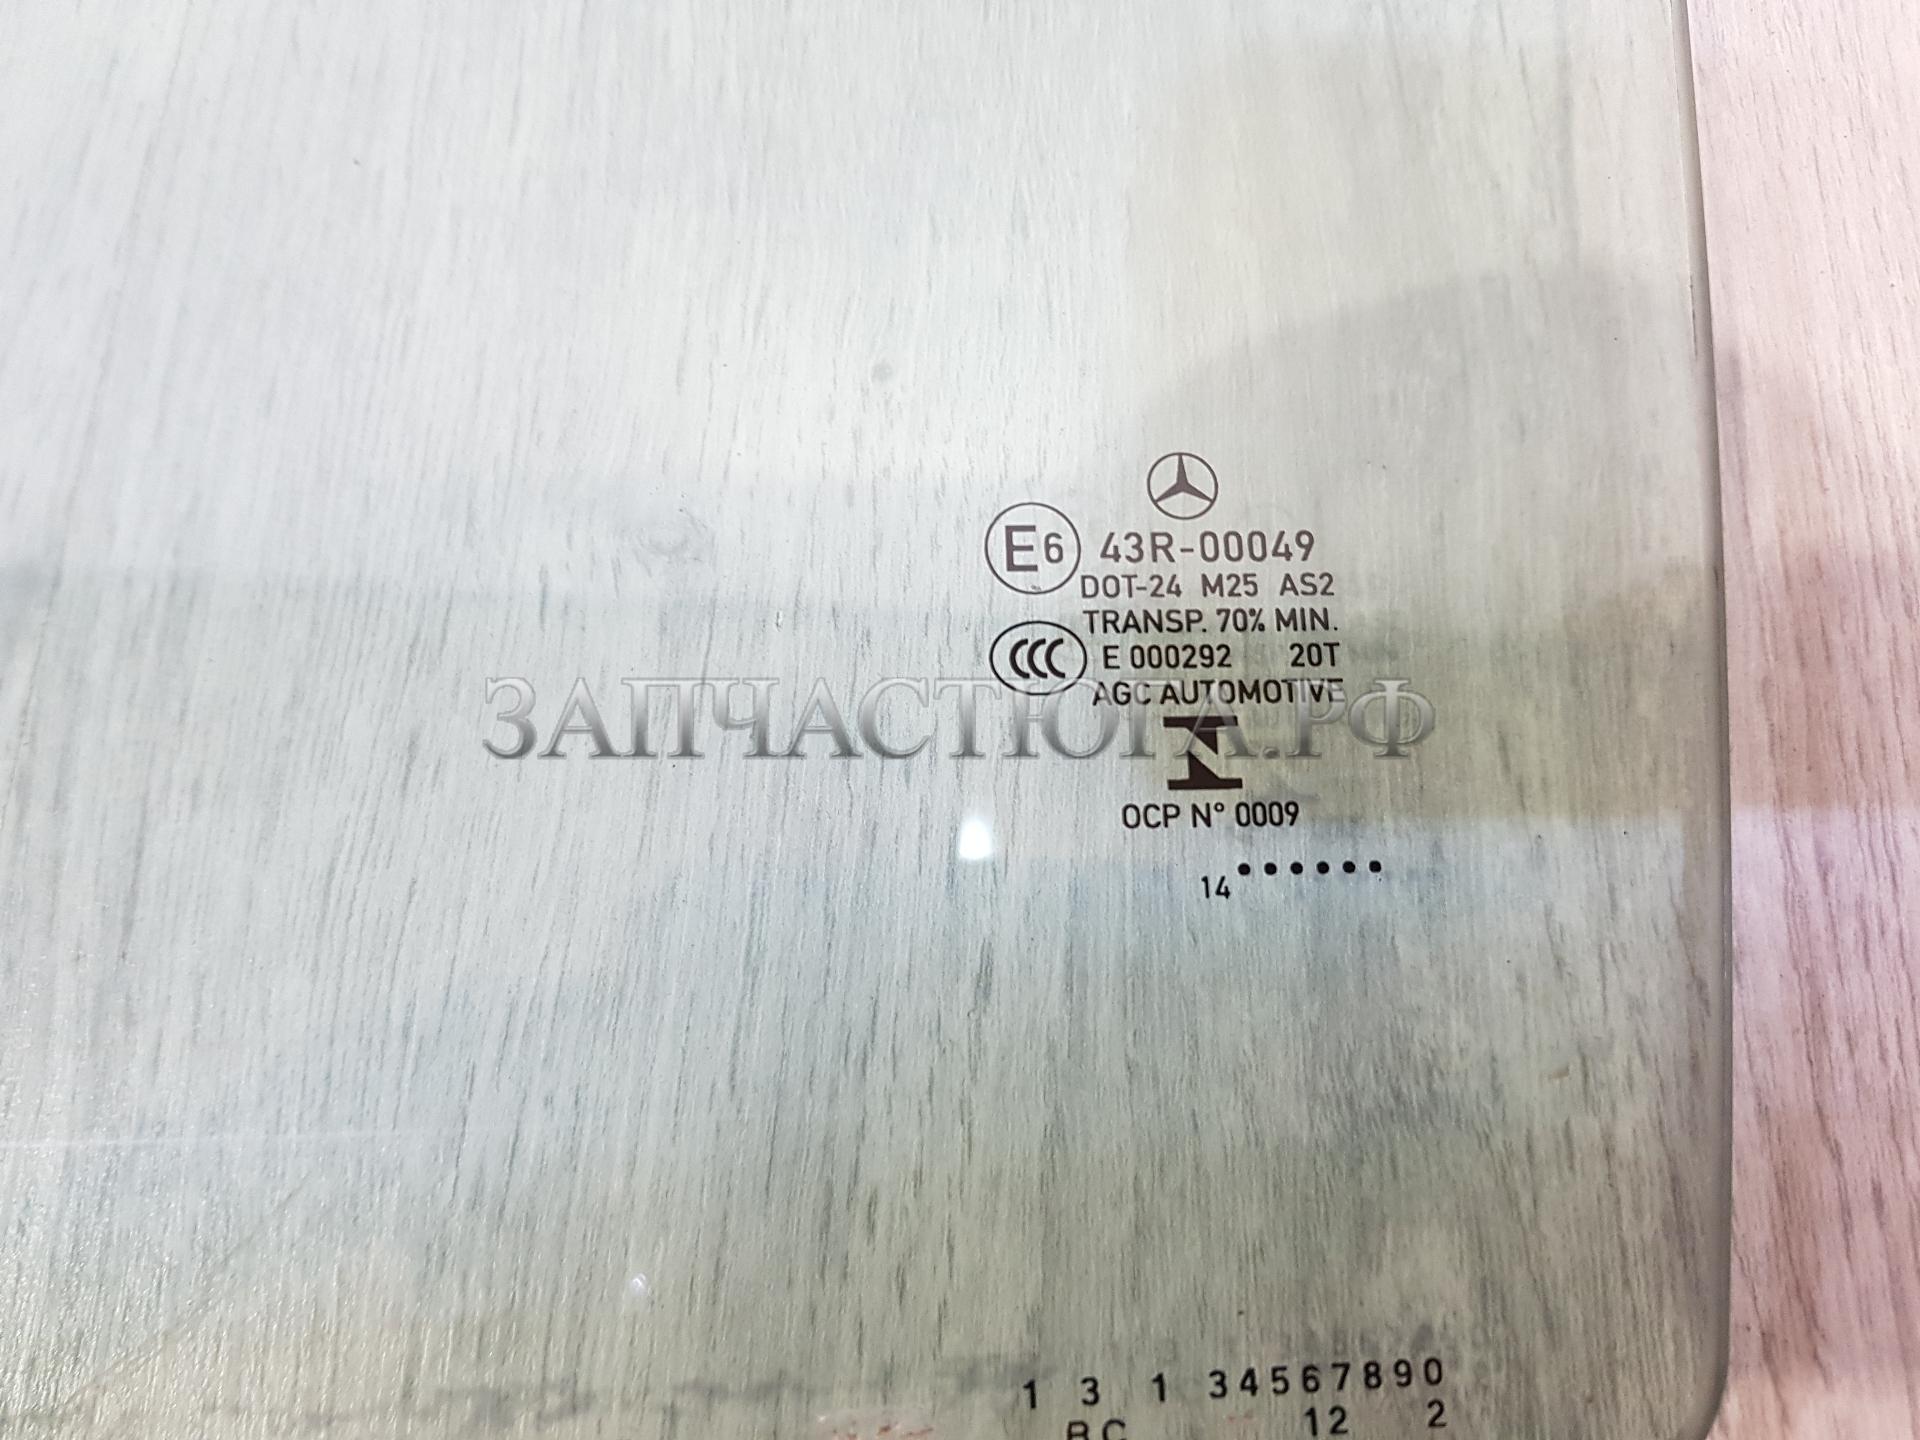 E6 43R-00049
DOT-24 M25 AS2
TRANSP. 70% MIN.
CCC E 000292 20T
AGC AUTOMOTIVE
ЗАПЧАСТЮГА.РФ
OCP N° 0009
14 ••••••
1 3 1 34567890
BC 12 2